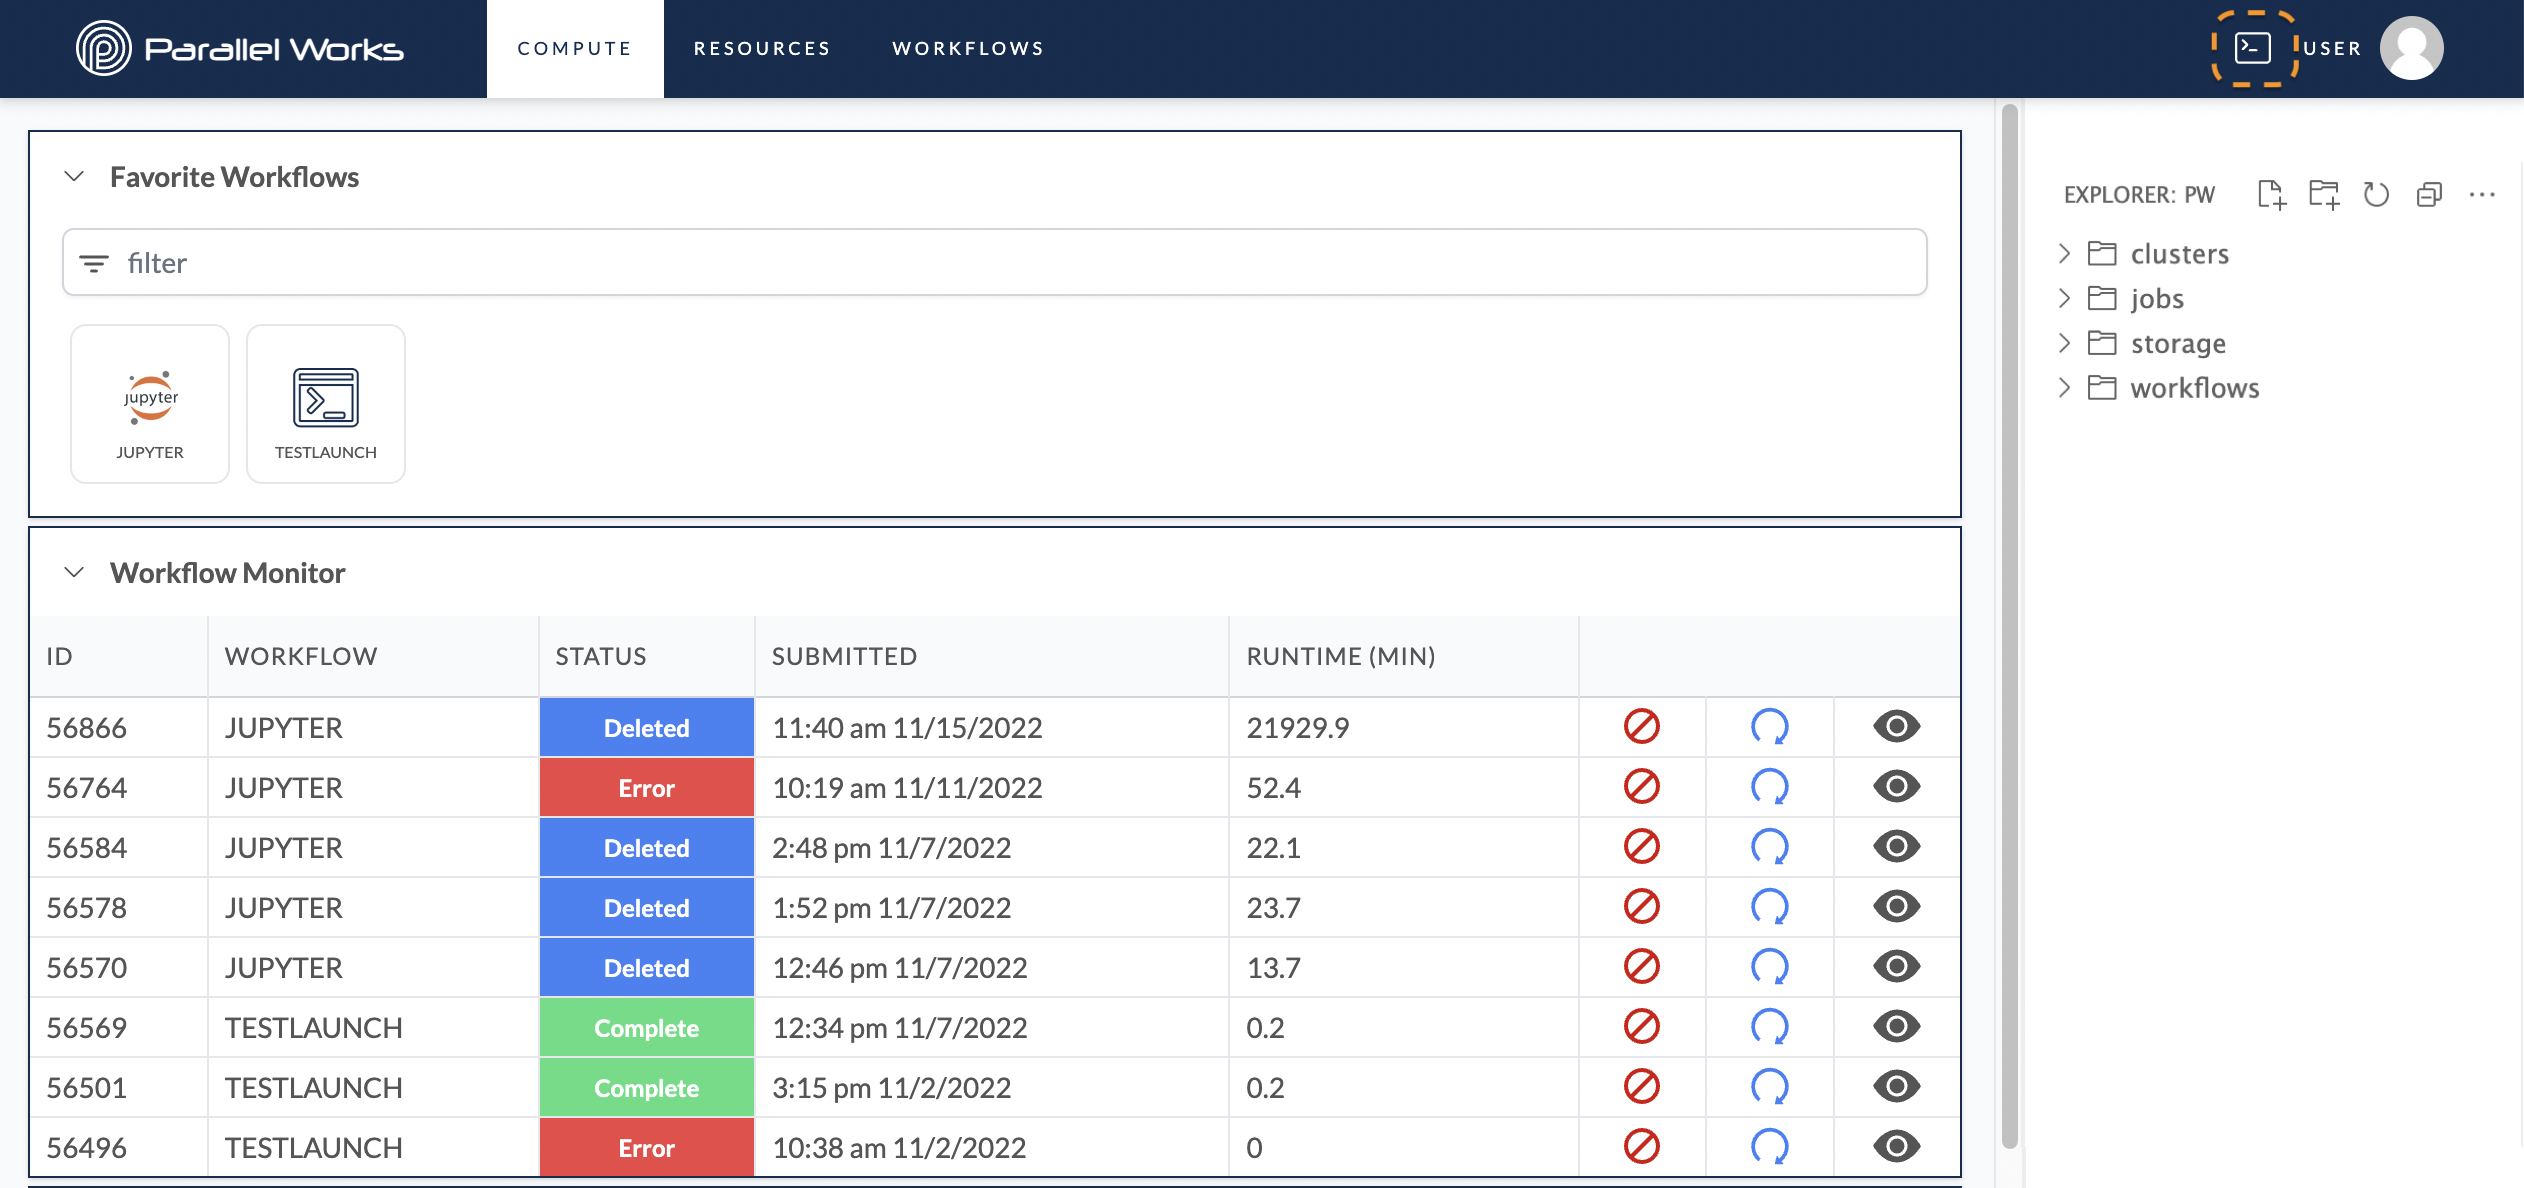 Parallel Works COMPUTE RESOURCES WORKFLOWS USER
Favorite Workflows
filter
jupyter
JUPYTER TESTLAUNCH
Workflow Monitor
ID WORKFLOW STATUS SUBMITTED RUNTIME (MIN)
56866 JUPYTER Deleted 11:40 am 11/15/2022 21929.9
56764 JUPYTER Error 10:19 am 11/11/2022 52.4
56584 JUPYTER Deleted 2:48 pm 11/7/2022 22.1
56578 JUPYTER Deleted 1:52 pm 11/7/2022 23.7
56570 JUPYTER Deleted 12:46 pm 11/7/2022 13.7
56569 TESTLAUNCH Complete 12:34 pm 11/7/2022 0.2
56501 TESTLAUNCH Complete 3:15 pm 11/2/2022 0.2
56496 TESTLAUNCH Error 10:38 am 11/2/2022 0
EXPLORER: PW
clusters
jobs
storage
workflows